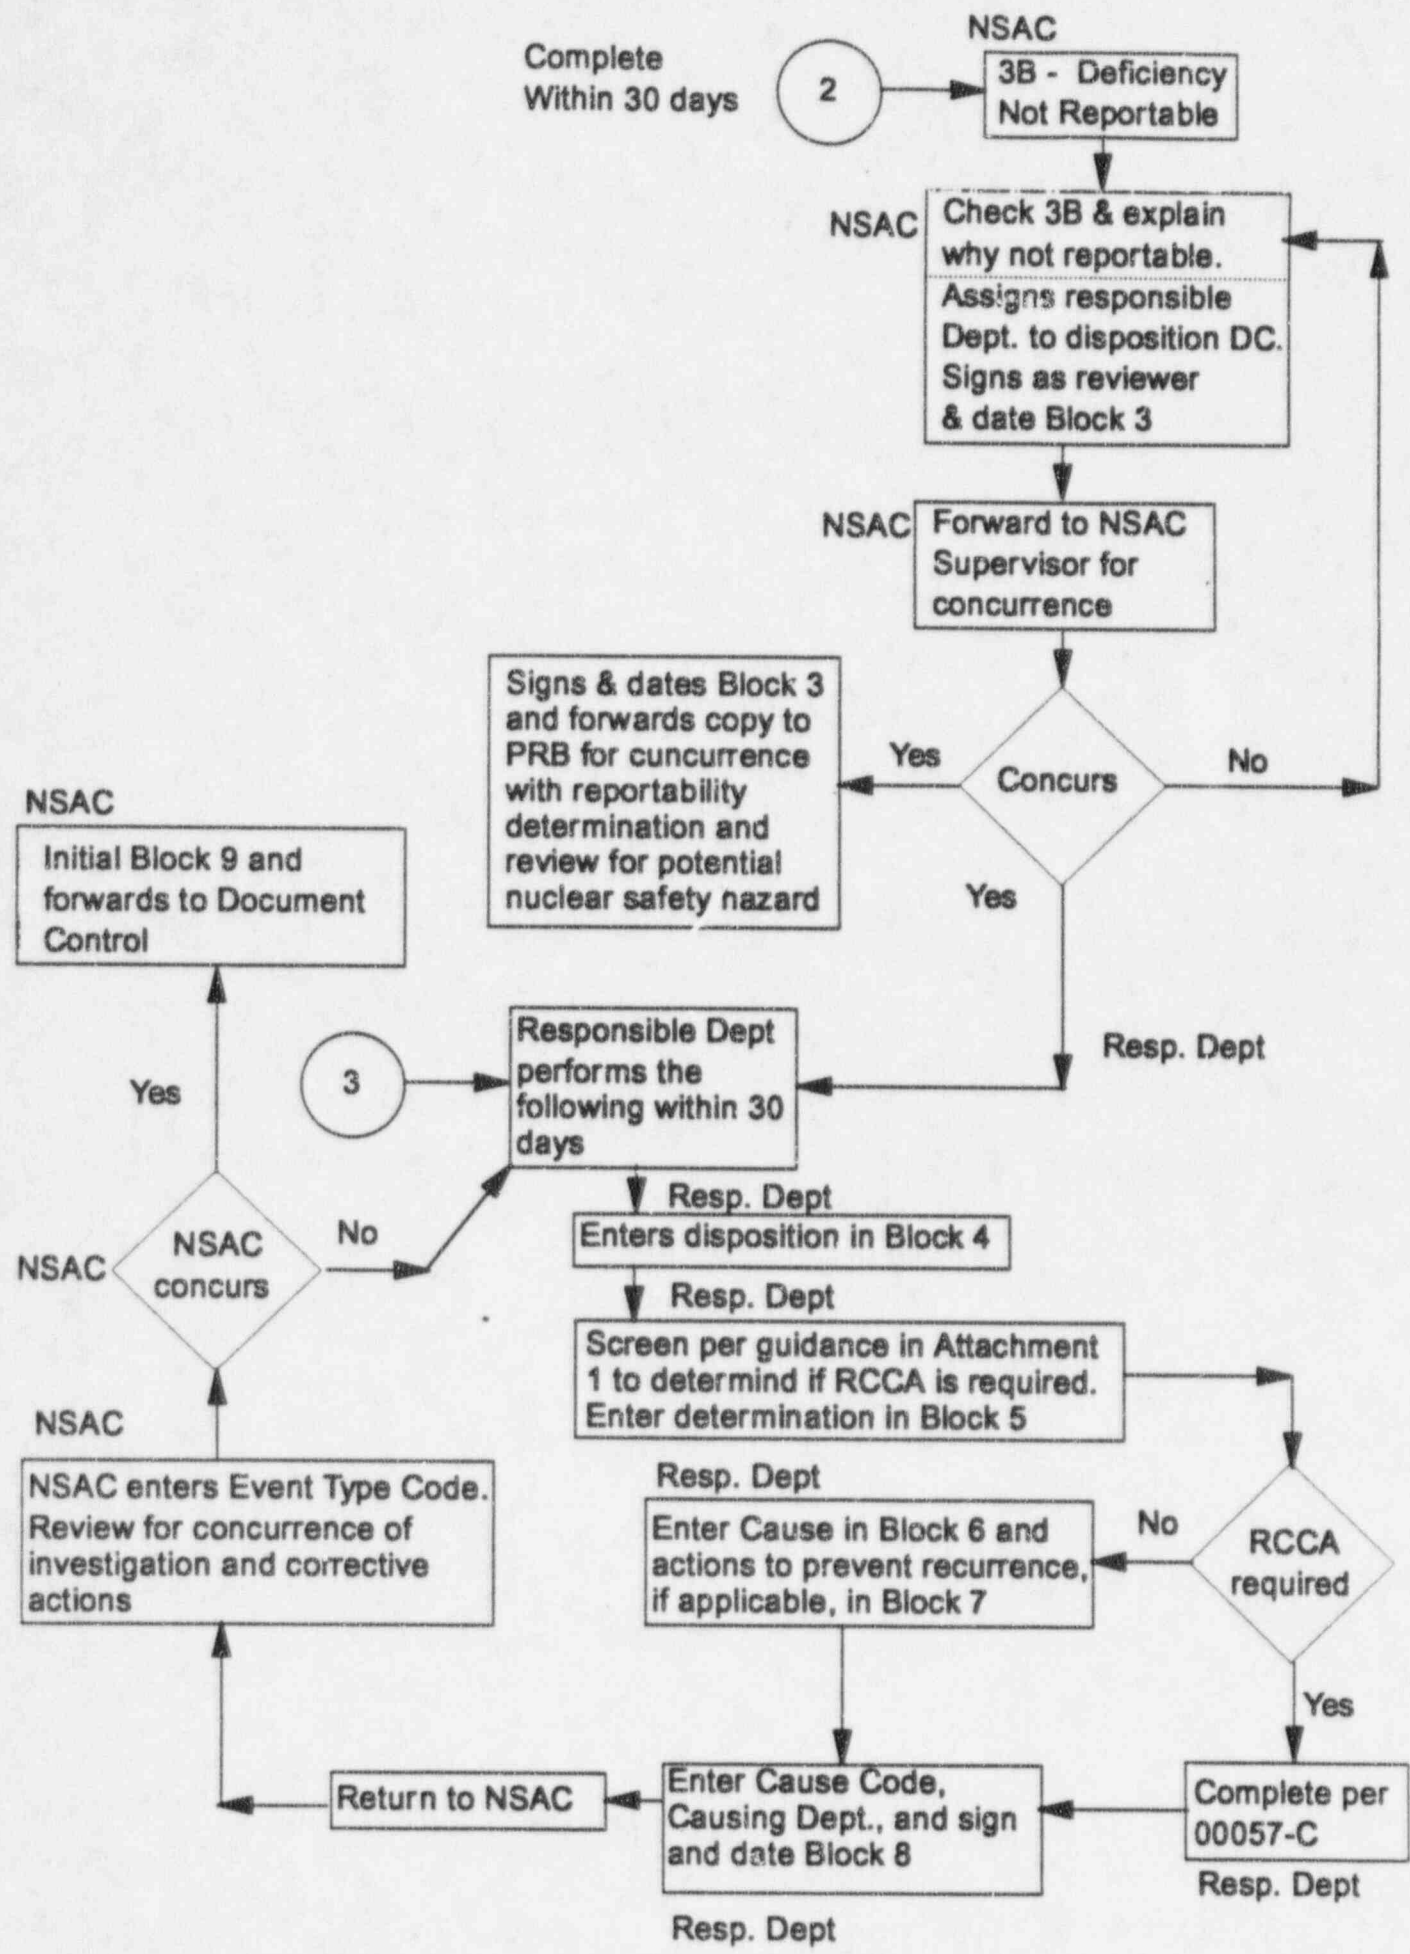 NSAC
Complete
Within 30 days
2
3B - Deficiency
Not Reportable
NSAC
Check 3B & explain
why not reportable.
Assigns responsible
Dept. to disposition DC.
Signs as reviewer
& date Block 3
NSAC
Forward to NSAC
Supervisor for
concurrence
Signs & dates Block 3
and forwards copy to
PRB for cuncurrence
with reportability
determination and
review for potential
nuclear safety nazard
Yes
Concurs
No
Yes
NSAC
Initial Block 9 and
forwards to Document
Control
Yes
3
Responsible Dept
performs the
following within 30
days
Resp. Dept
NSAC
NSAC
concurs
No
Resp. Dept
Enters disposition in Block 4
Resp. Dept
Screen per guidance in Attachment
1 to determind if RCCA is required.
Enter determination in Block 5
NSAC
NSAC enters Event Type Code.
Review for concurrence of
investigation and corrective
actions
Resp. Dept
Enter Cause in Block 6 and
actions to prevent recurrence,
if applicable, in Block 7
No
RCCA
required
Yes
Return to NSAC
Enter Cause Code,
Causing Dept., and sign
and date Block 8
Resp. Dept
Complete per
00057-C
Resp. Dept